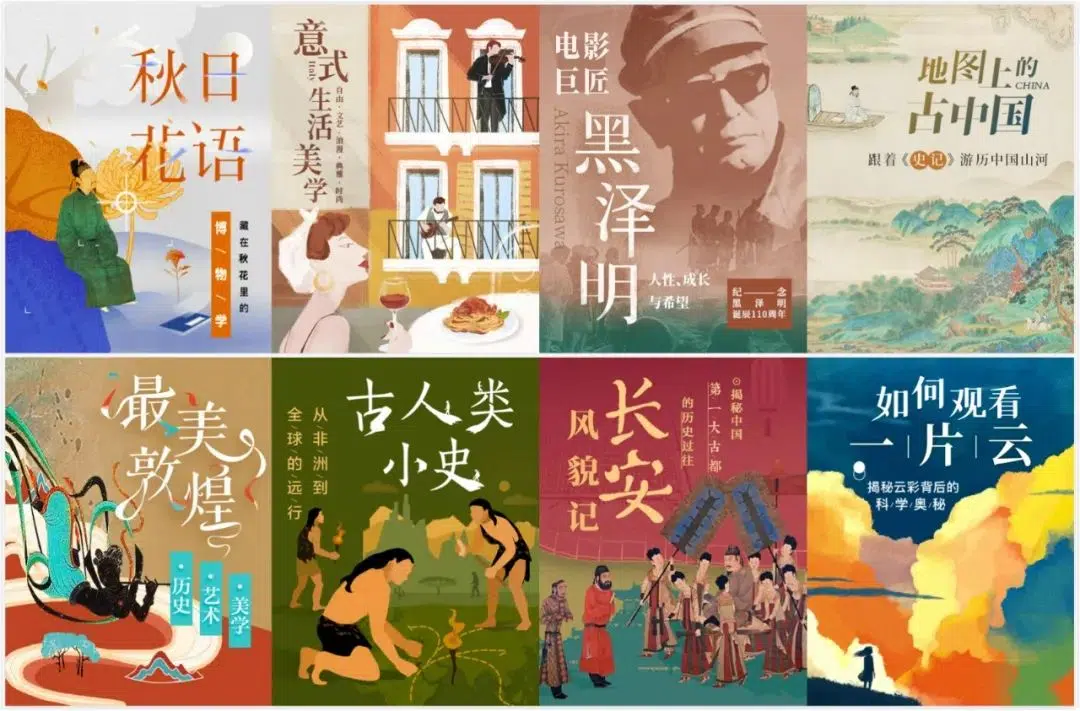 秋日
花语
藏在秋花里的
博/物/学
意式
Italy
生活
美学
自由·文艺·浪漫·典雅·时尚
电影
巨匠
黑泽明
Akira Kurosawa
人性、成长
与希望
纪——念
黑泽明
诞辰110周年
地图上的
CHINA
古中国
跟着《史记》游历中国山河
最美
敦煌
·历史
·艺术
·美学
古人类
小史
从/非/洲/到
全/球/的/远/行
长安
风貌记
⊙揭秘中国
第一大古都
的历史过往
如何观看
一|片|云
揭秘云彩背后的
科/学/奥/秘